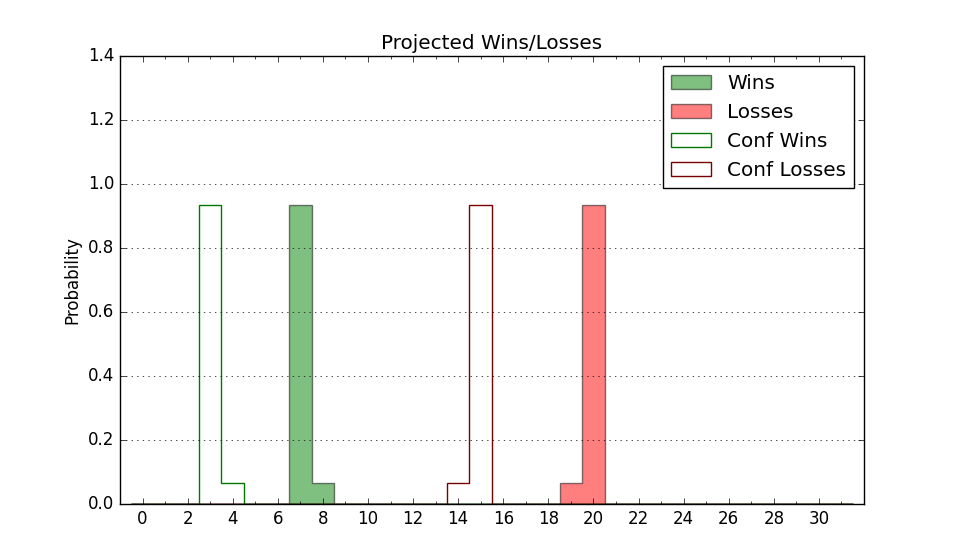 Projected Wins/Losses
1.4
1.2
1.0
0.8
0.6
0.4
0.2
0.0
Probability
Wins
Losses
Conf Wins
Conf Losses
0 2 4 6 8 10 12 14 16 18 20 22 24 26 28 30